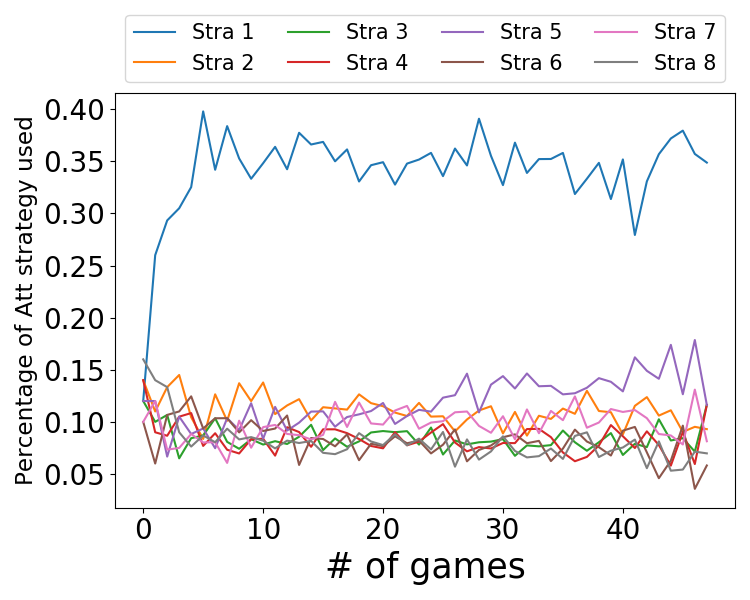 Stra 1 Stra 3 Stra 5 Stra 7
Stra 2 Stra 4 Stra 6 Stra 8
Percentage of Att strategy used
0.40
0.35
0.30
0.25
0.20
0.15
0.10
0.05
0 10 20 30 40
# of games